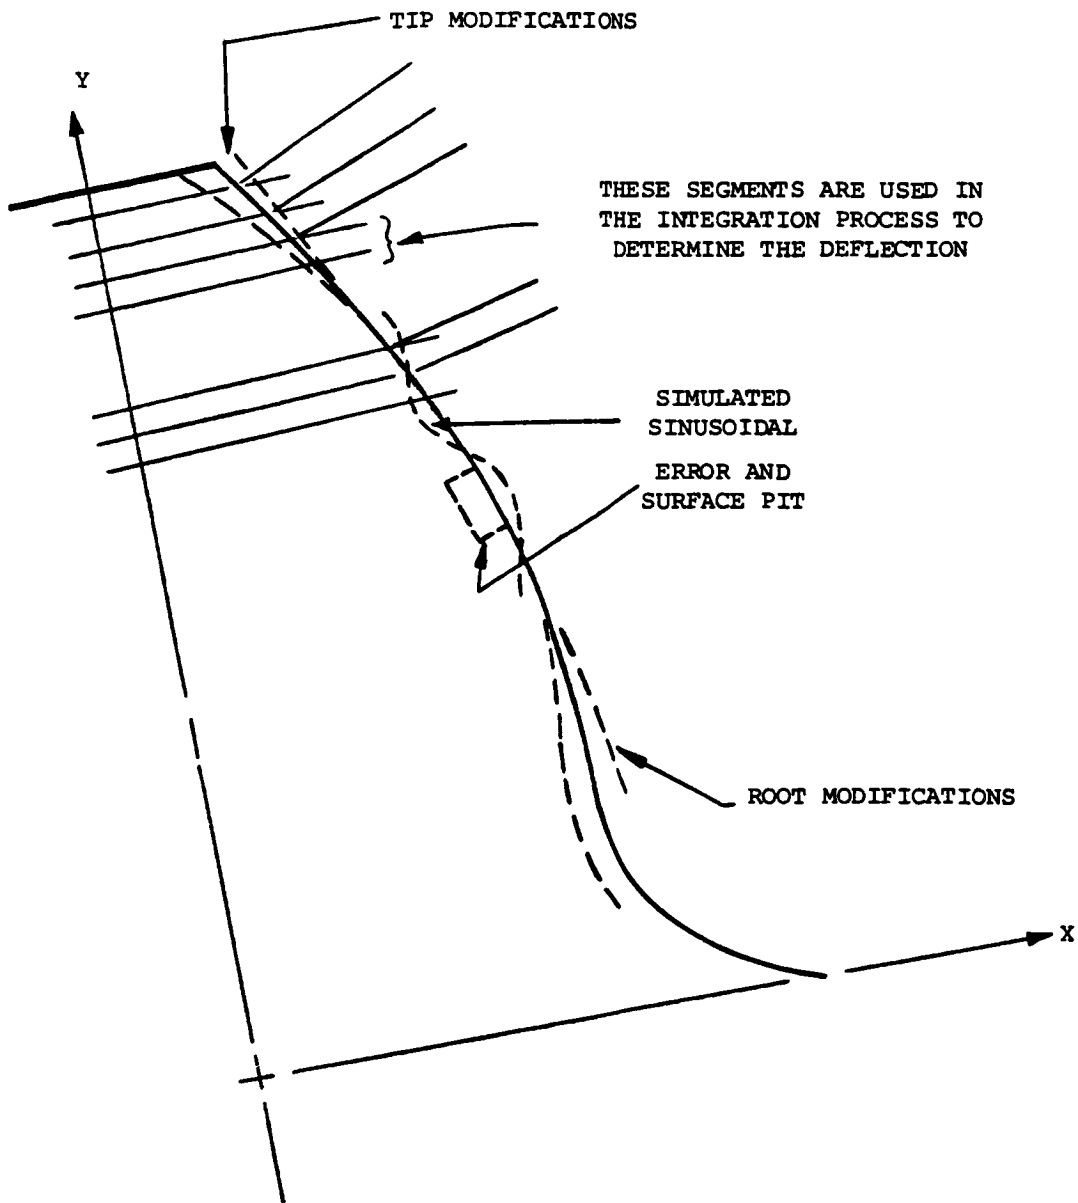 TIP MODIFICATIONS
Y
THESE SEGMENTS ARE USED IN
THE INTEGRATION PROCESS TO
DETERMINE THE DEFLECTION
SIMULATED
SINUSOIDAL
ERROR AND
SURFACE PIT
ROOT MODIFICATIONS
X